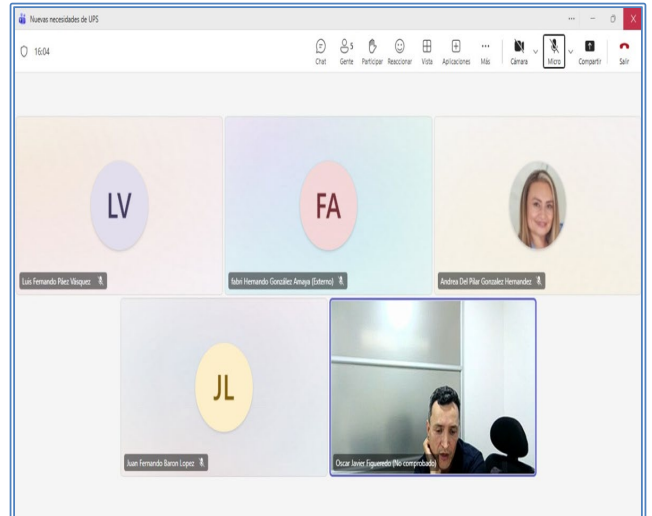 Nuevas necesidades de UPS
16:04
5
Chat Gente Participar Reaccionar Vista Aplicaciones Más Cámara Micro Compartir Salir
LV FA
Luis Fernando Páez Vásquez fabri Hernando González Amaya (Externo) Andrea Del Pilar Gonzalez Hernandez
JL
Juan Fernando Baron Lopez Oscar Javier Figueredo (No comprobado)